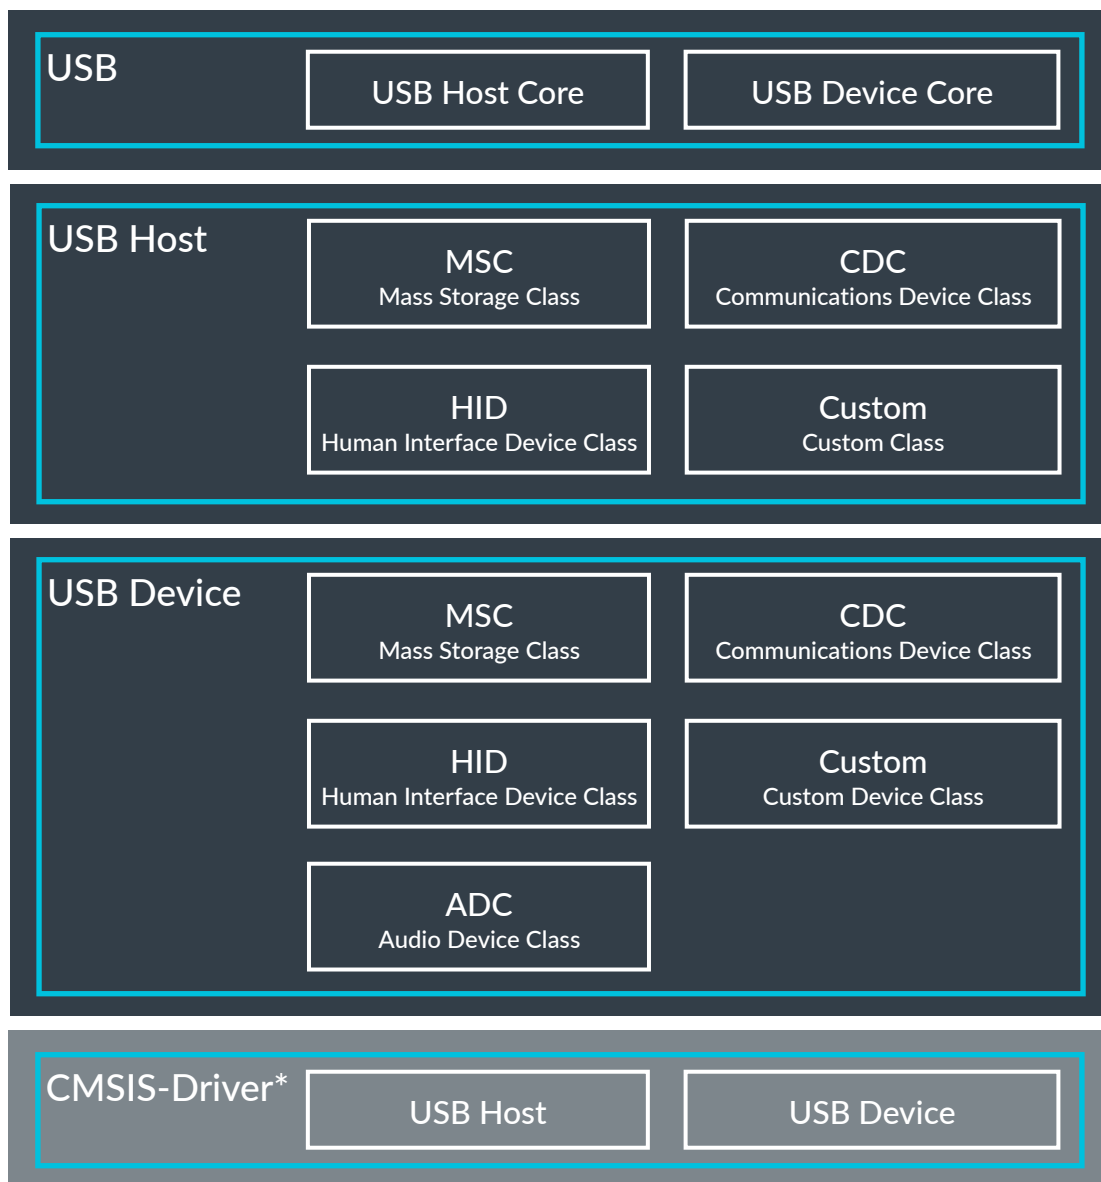 USB
USB Host Core
USB Device Core
USB Host
MSC
Mass Storage Class
CDC
Communications Device Class
HID
Human Interface Device Class
Custom
Custom Class
USB Device
MSC
Mass Storage Class
CDC
Communications Device Class
HID
Human Interface Device Class
Custom
Custom Device Class
ADC
Audio Device Class
CMSIS-Driver*
USB Host
USB Device